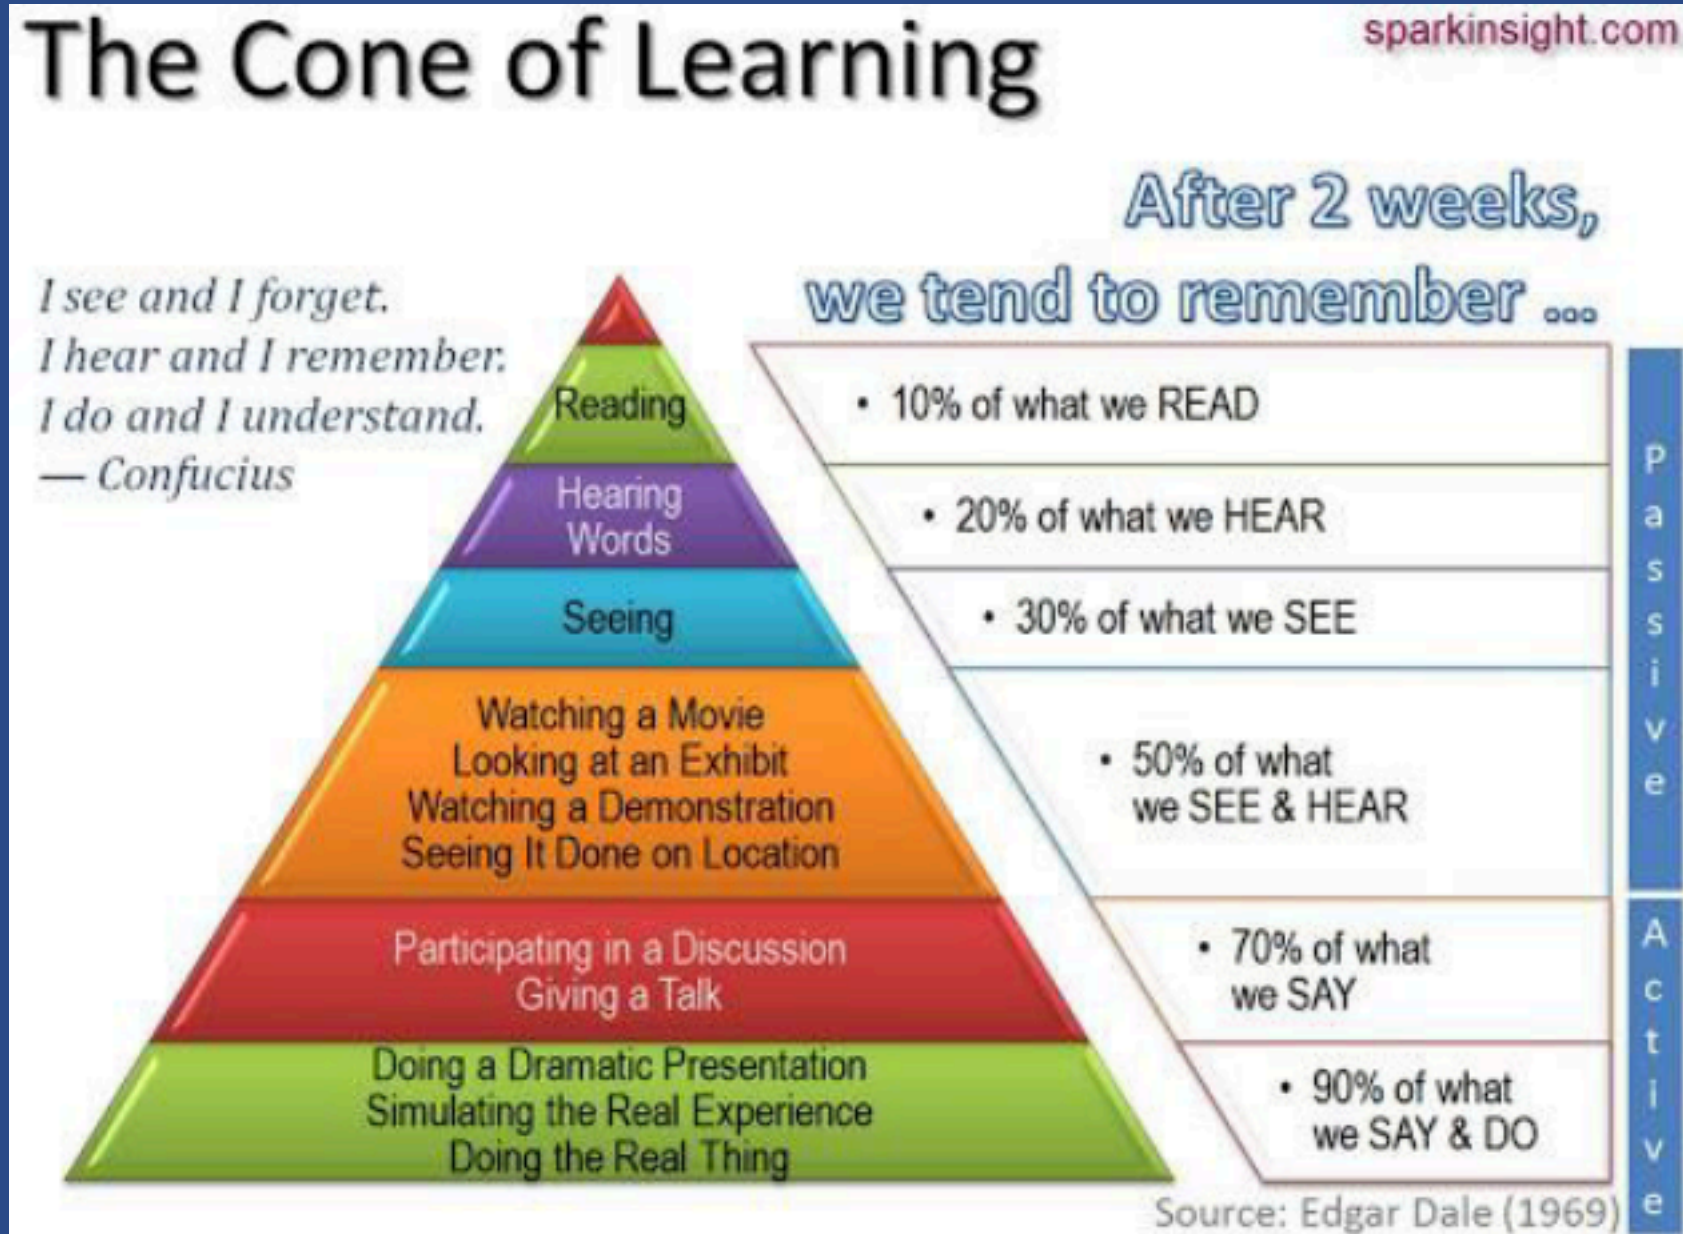 The Cone of Learning
sparkinsight.com
After 2 weeks,
we tend to remember ...
I see and I forget.
I hear and I remember.
I do and I understand.
— Confucius
Reading
• 10% of what we READ
Hearing
Words
• 20% of what we HEAR
Seeing
• 30% of what we SEE
Watching a Movie
Looking at an Exhibit
Watching a Demonstration
Seeing It Done on Location
• 50% of what
we SEE & HEAR
Passive
Participating in a Discussion
Giving a Talk
• 70% of what
we SAY
Doing a Dramatic Presentation
Simulating the Real Experience
Doing the Real Thing
• 90% of what
we SAY & DO
Active
Source: Edgar Dale (1969)